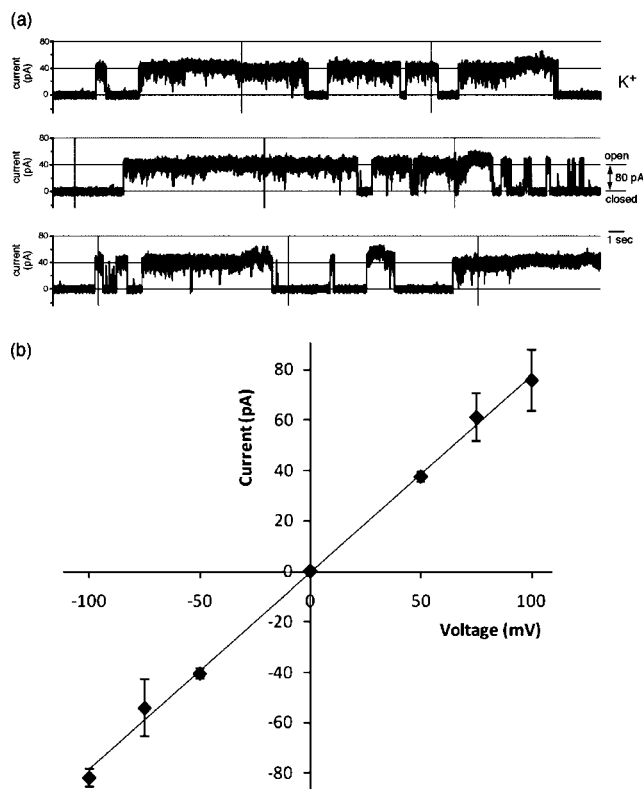 (a)
80
40
0
current
(pA)
K+
80
40
0
current
(pA)
open
80 pA
closed
1 sec
80
40
0
current
(pA)
(b)
80
60
40
20
0
-20
-40
-60
-80
Current (pA)
-100 -50 0 50 100
Voltage (mV)